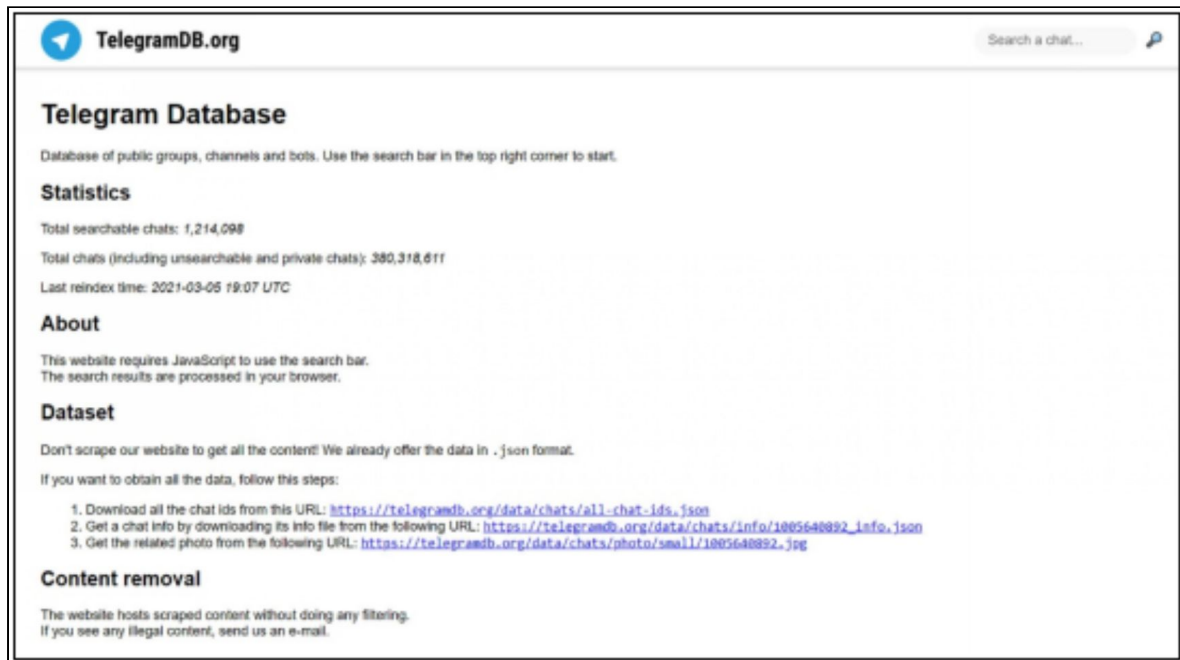 TelegramDB.org
Search a chat...
Telegram Database
Database of public groups, channels and bots. Use the search bar in the top right corner to start.
Statistics
Total searchable chats: 1,214,098
Total chats (including unsearchable and private chats): 380,318,611
Last reindex time: 2021-03-05 19:07 UTC
About
This website requires JavaScript to use the search bar.
The search results are processed in your browser.
Dataset
Don't scrape our website to get all the content! We already offer the data in .json format.
If you want to obtain all the data, follow this steps:
1. Download all the chat ids from this URL: https://telegramdb.org/data/chats/all-chat-ids.json
2. Get a chat info by downloading its info file from the following URL: https://telegramdb.org/data/chats/info/1005640892_info.json
3. Get the related photo from the following URL: https://telegramdb.org/data/chats/photo/small/1005640892.jpg
Content removal
The website hosts scraped content without doing any filtering.
If you see any illegal content, send us an e-mail.